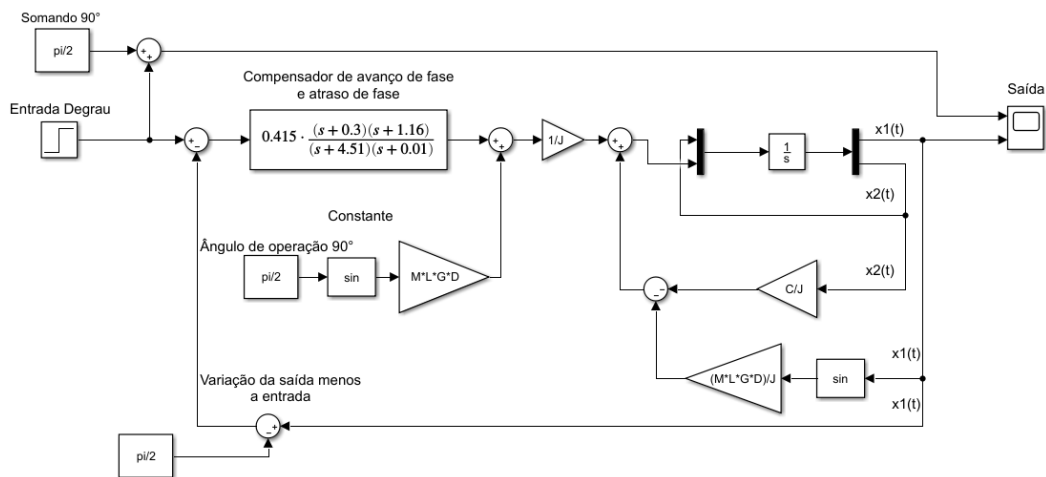 Somando 90°
pi/2
Entrada Degrau
Compensador de avanço de fase
e atraso de fase
0.415 · (s + 0.3)(s + 1.16)
(s + 4.51)(s + 0.01)
1/J
1
s
x1(t)
Saída
x2(t)
Constante
Ângulo de operação 90°
pi/2
sin
M*L*G*D
C/J
x2(t)
x1(t)
(M*L*G*D)/J
sin
x1(t)
Variação da saída menos
a entrada
pi/2